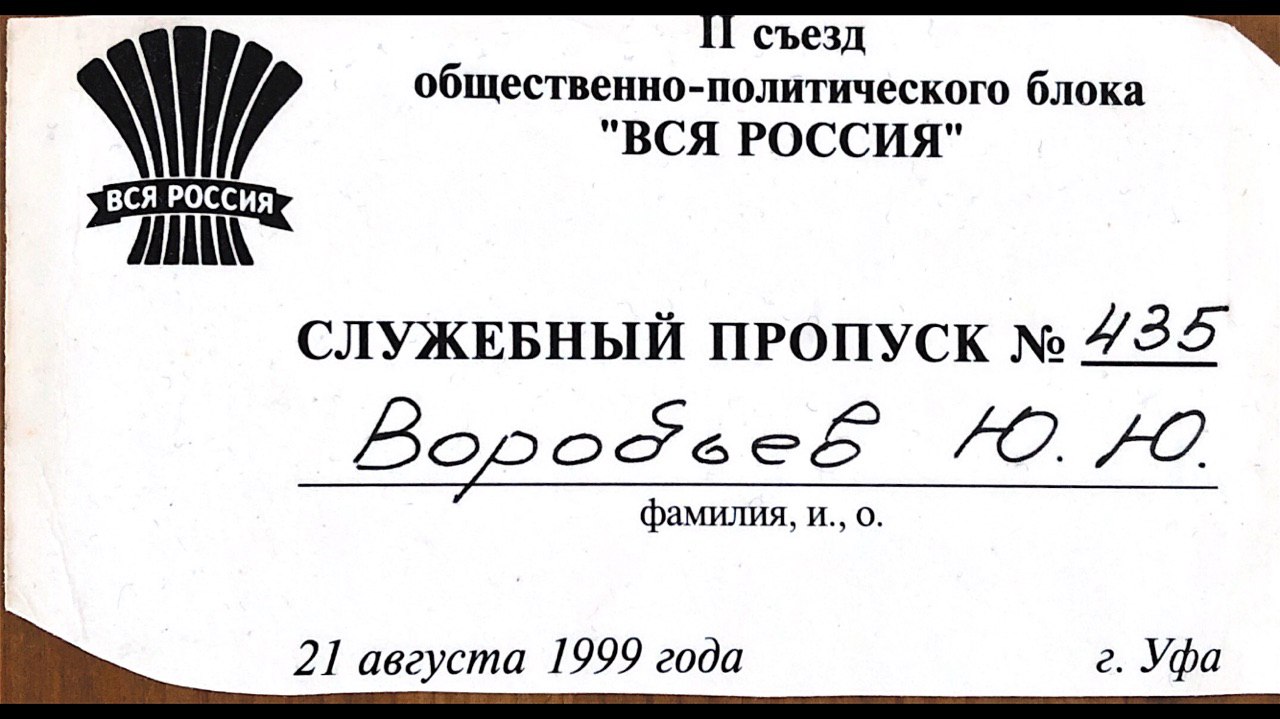 II съезд
общественно-политического блока
"ВСЯ РОССИЯ"
ВСЯ РОССИЯ
СЛУЖЕБНЫЙ ПРОПУСК № 435
Воробьев Ю. Ю.
фамилия, и., о.
21 августа 1999 года г. Уфа